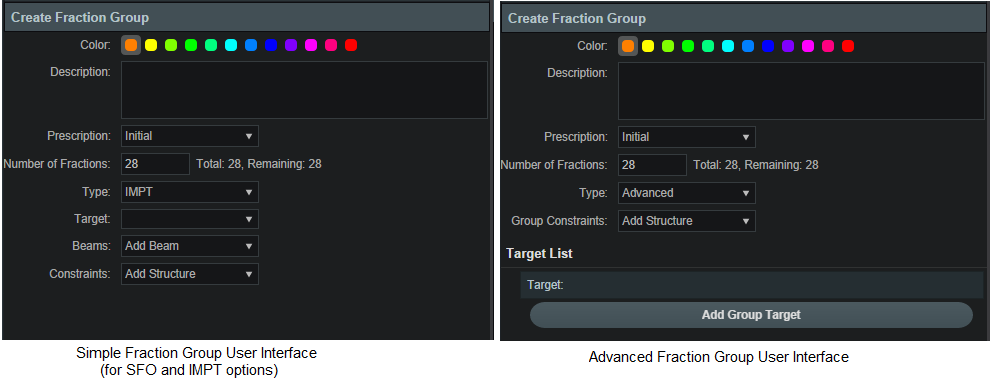 Create Fraction Group
Color:
Description:
Prescription: Initial
Number of Fractions: 28 Total: 28, Remaining: 28
Type: IMPT
Target:
Beams: Add Beam
Constraints: Add Structure
Simple Fraction Group User Interface
(for SFO and IMPT options)
Create Fraction Group
Color:
Description:
Prescription: Initial
Number of Fractions: 28 Total: 28, Remaining: 28
Type: Advanced
Group Constraints: Add Structure
Target List
Target:
Add Group Target
Advanced Fraction Group User Interface